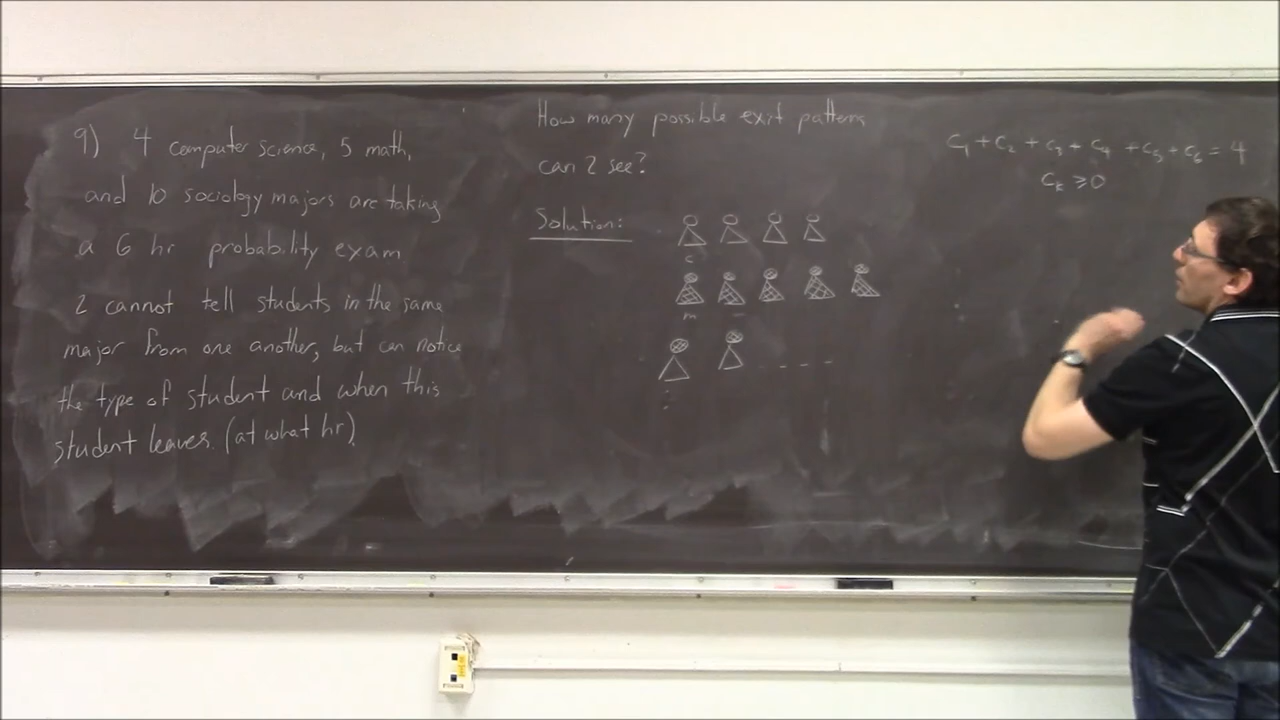 9) 4 computer science, 5 math,
and 10 sociology majors are taking
a 6 hr probability exam
2 cannot tell students in the same
major from one another, but can notice
the type of student and when this
student leaves. (at what hr).
How many possible exit patterns
can 2 see?
Solution:
c
m
- - - -
C₁ + C₂ + C₃ + C₄ + C₅ + C₆ = 4
Cₖ ≥ 0